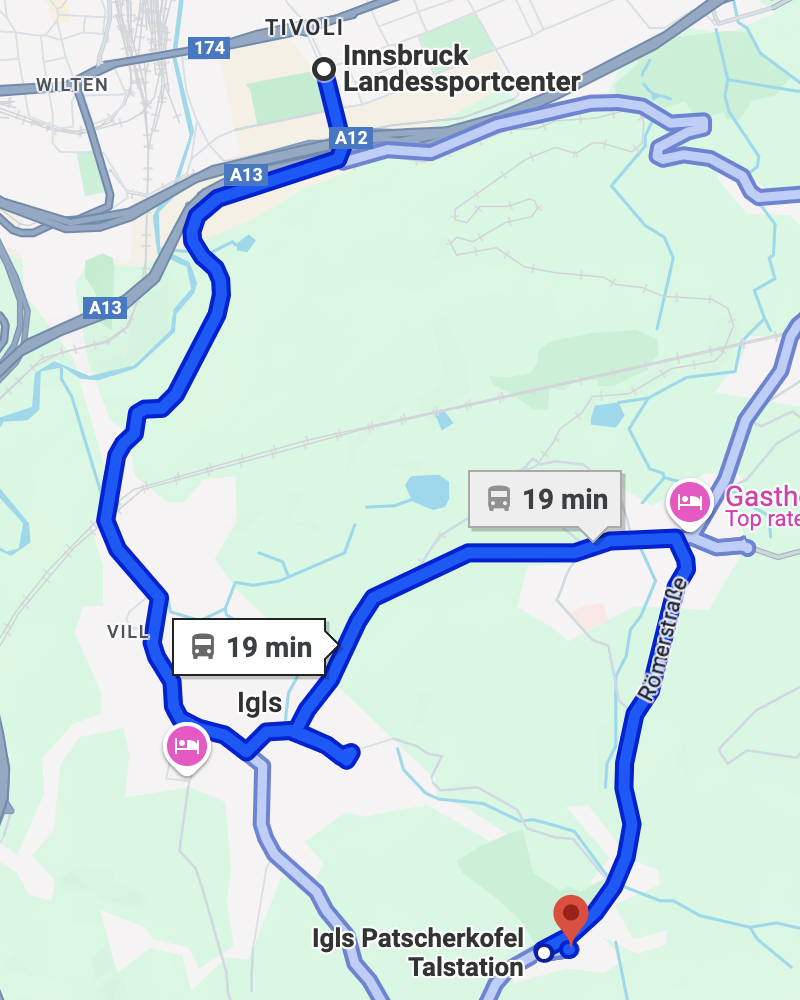 TIVOLI
174
Innsbruck
Landessportcenter
WILTEN
A12
A13
A13
19 min
Gasth
Top rate
Römerstraße
VILL
19 min
Igls
Igls Patscherkofel
Talstation